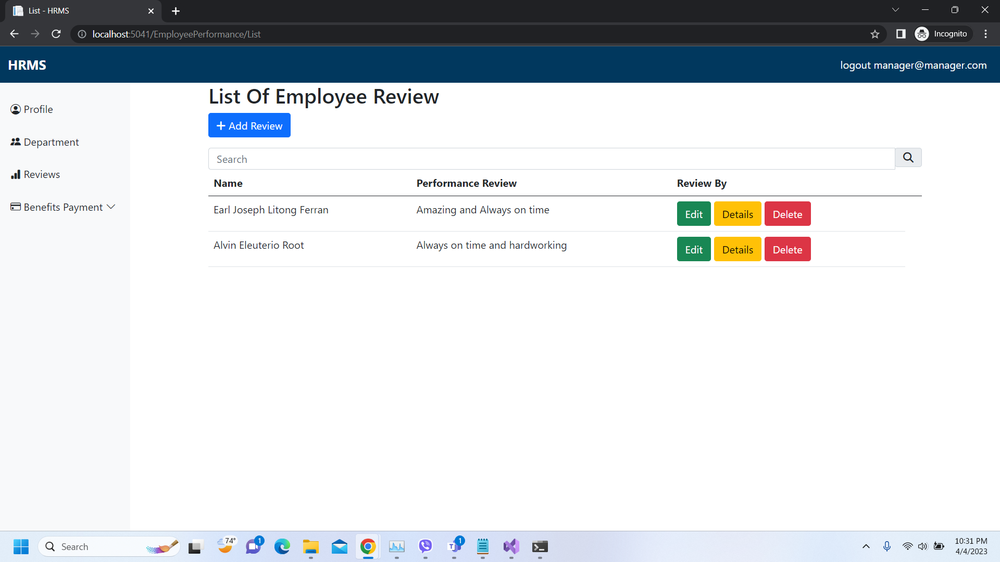 List - HRMS
localhost:5041/EmployeePerformance/List
Incognito
HRMS
logout manager@manager.com
Profile
Department
Reviews
Benefits Payment
List Of Employee Review
+ Add Review
Search
Name Performance Review Review By
Earl Joseph Litong Ferran Amazing and Always on time Edit Details Delete
Alvin Eleuterio Root Always on time and hardworking Edit Details Delete
Search
74°
1
1
10:31 PM
4/4/2023